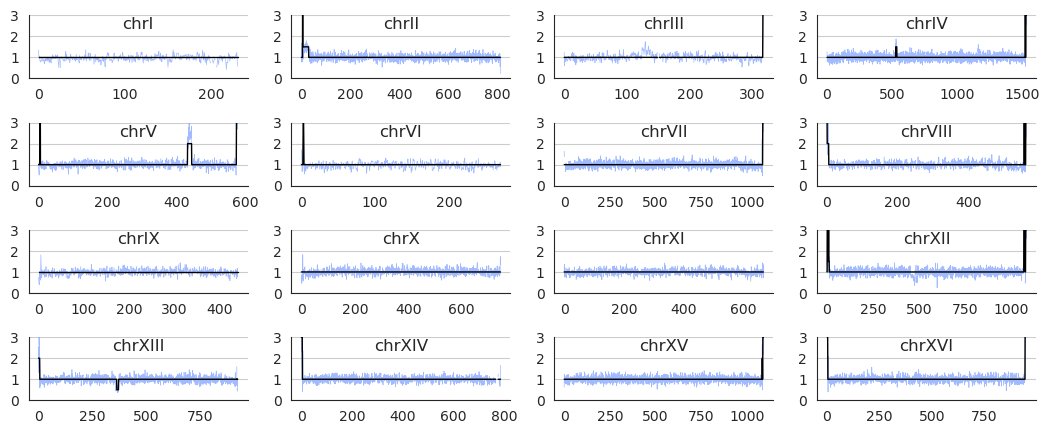 3 chrI 3 chrII 3 chrIII 3 chrIV
2 2 2 2
1 1 1 1
0 0 0 0
0 100 200 0 200 400 600 800 0 100 200 300 0 500 1000 1500
3 chrV 3 chrVI 3 chrVII 3 chrVIII
2 2 2 2
1 1 1 1
0 0 0 0
0 200 400 600 0 100 200 0 250 500 750 1000 0 200 400
3 chrIX 3 chrX 3 chrXI 3 chrXII
2 2 2 2
1 1 1 1
0 0 0 0
0 100 200 300 400 0 200 400 600 0 200 400 600 0 250 500 750 1000
3 chrXIII 3 chrXIV 3 chrXV 3 chrXVI
2 2 2 2
1 1 1 1
0 0 0 0
0 250 500 750 0 200 400 600 800 0 250 500 750 1000 0 250 500 750